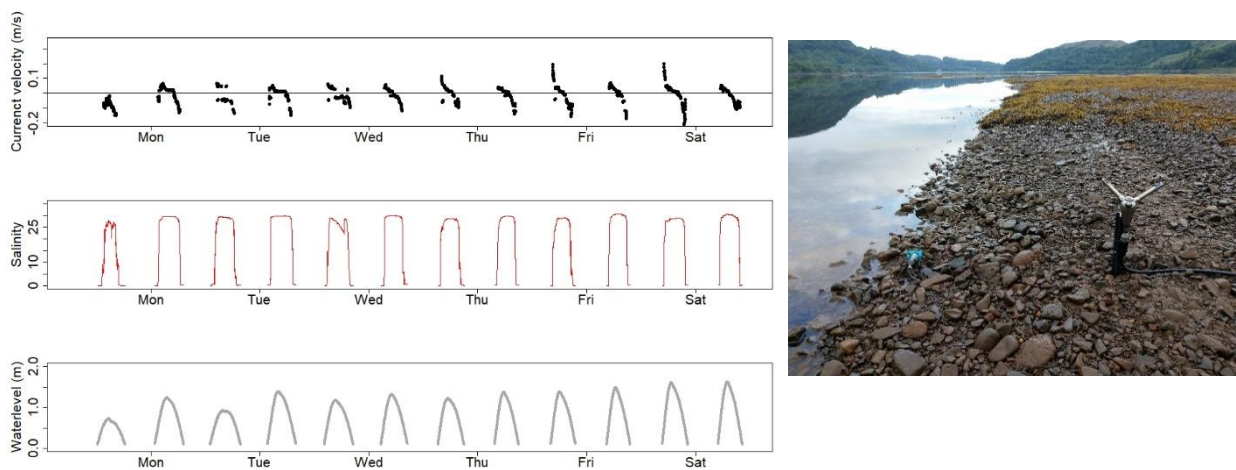 Currenct velocity (m/s)
0.1
-0.2
Mon Tue Wed Thu Fri Sat
Salinity
25
10
0
Mon Tue Wed Thu Fri Sat
Waterlevel (m)
2.0
1.0
0.0
Mon Tue Wed Thu Fri Sat